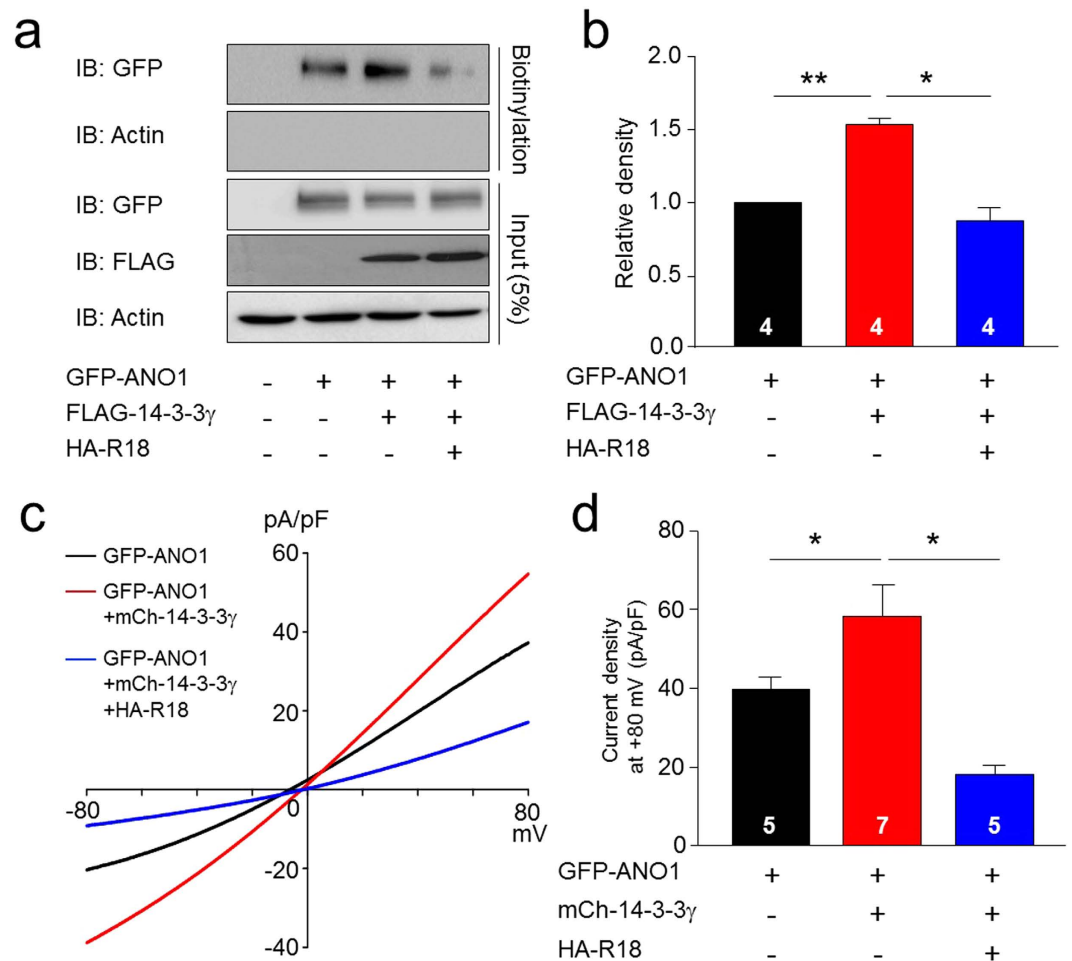 a
IB: GFP
IB: Actin
IB: GFP
IB: FLAG
IB: Actin
Biotinylation
Input (5%)
GFP-ANO1 - + + +
FLAG-14-3-3γ - - + +
HA-R18 - - - +
b
Relative density
2.0
1.5
1.0
0.5
0.0
** *
4 4 4
GFP-ANO1 + + +
FLAG-14-3-3γ - + +
HA-R18 - - +
c
pA/pF
GFP-ANO1
GFP-ANO1
+mCh-14-3-3γ
GFP-ANO1
+mCh-14-3-3γ
+HA-R18
60
40
20
-80 0 80
mV
-20
-40
d
Current density
at +80 mV (pA/pF)
80
60
40
20
0
* *
5 7 5
GFP-ANO1 + + +
mCh-14-3-3γ - + +
HA-R18 - - +